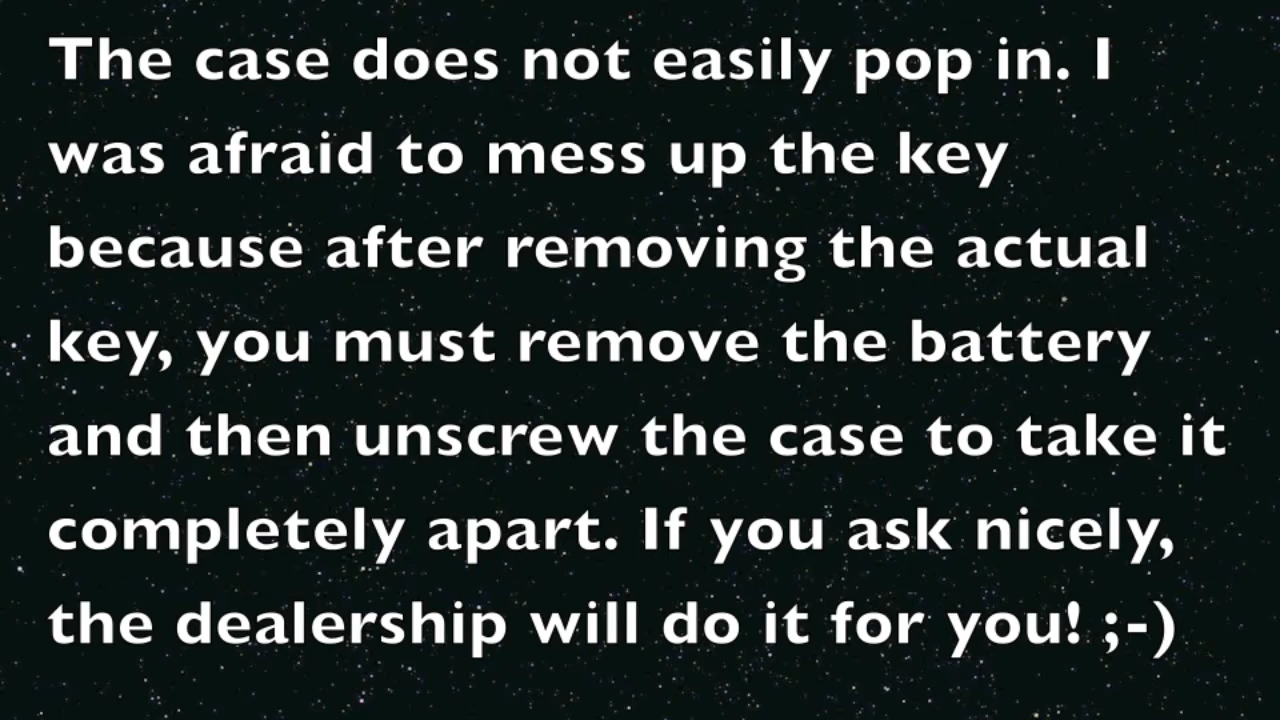 The case does not easily pop in. I
was afraid to mess up the key
because after removing the actual
key, you must remove the battery
and then unscrew the case to take it
completely apart. If you ask nicely,
the dealership will do it for you! ;-)